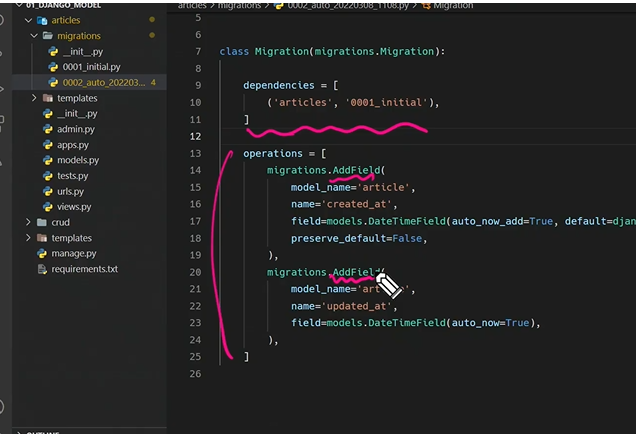 01_DJANGO_MODEL
articles
migrations
__init__.py
0001_initial.py
0002_auto_202203... 4
templates
__init__.py
admin.py
apps.py
models.py
tests.py
urls.py
views.py
crud
templates
manage.py
requirements.txt
OUTLINE
articles > migrations > 0002_auto_20220308_1108.py > Migration
5
6
7 class Migration(migrations.Migration):
8
9 dependencies = [
10 ('articles', '0001_initial'),
11 ]
12
13 operations = [
14 migrations.AddField(
15 model_name='article',
16 name='created_at',
17 field=models.DateTimeField(auto_now_add=True, default=djan
18 preserve_default=False,
19 ),
20 migrations.AddField(
21 model_name='art
22 name='updated_at',
23 field=models.DateTimeField(auto_now=True),
24 ),
25 ]
26